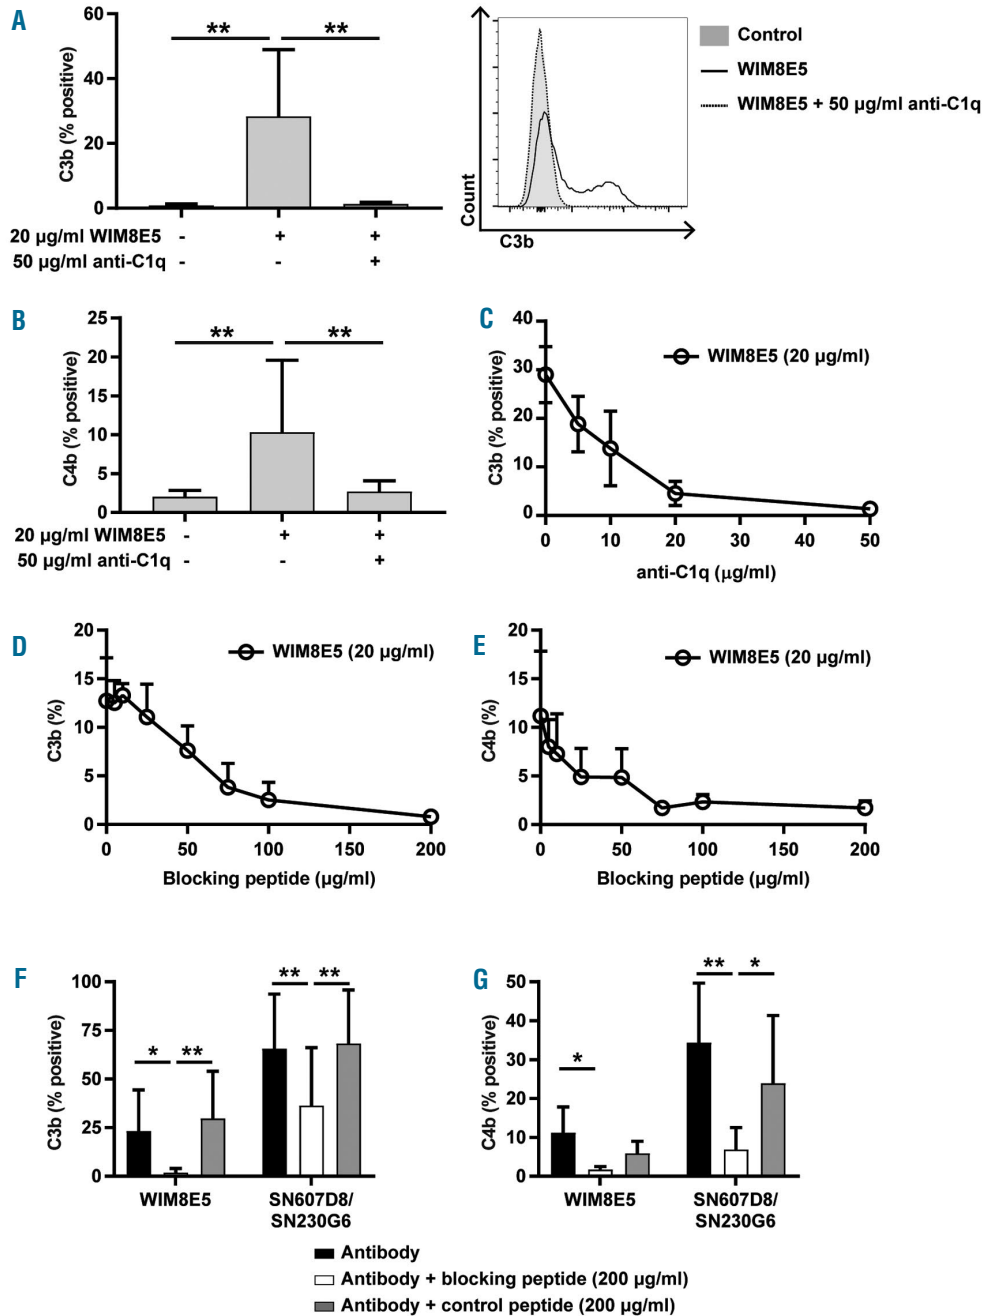 A
60
40
20
0
C3b (% positive)
** **
20 µg/ml WIM8E5 - + +
50 µg/ml anti-C1q - - +
Count
C3b
Control
WIM8E5
WIM8E5 + 50 µg/ml anti-C1q
B
25
20
15
10
5
0
C4b (% positive)
** **
20 µg/ml WIM8E5 - + +
50 µg/ml anti-C1q - - +
C
40
30
20
10
0
C3b (% positive)
WIM8E5 (20 µg/ml)
0 10 20 30 40 50
anti-C1q (µg/ml)
D
20
15
10
5
0
C3b (%)
WIM8E5 (20 µg/ml)
0 50 100 150 200
Blocking peptide (µg/ml)
E
20
15
10
5
0
C4b (%)
WIM8E5 (20 µg/ml)
0 50 100 150 200
Blocking peptide (µg/ml)
F
100
75
50
25
0
C3b (% positive)
* ** ** **
WIM8E5 SN607D8/
SN230G6
G
50
40
30
20
10
0
C4b (% positive)
* ** *
WIM8E5 SN607D8/
SN230G6
Antibody
Antibody + blocking peptide (200 µg/ml)
Antibody + control peptide (200 µg/ml)